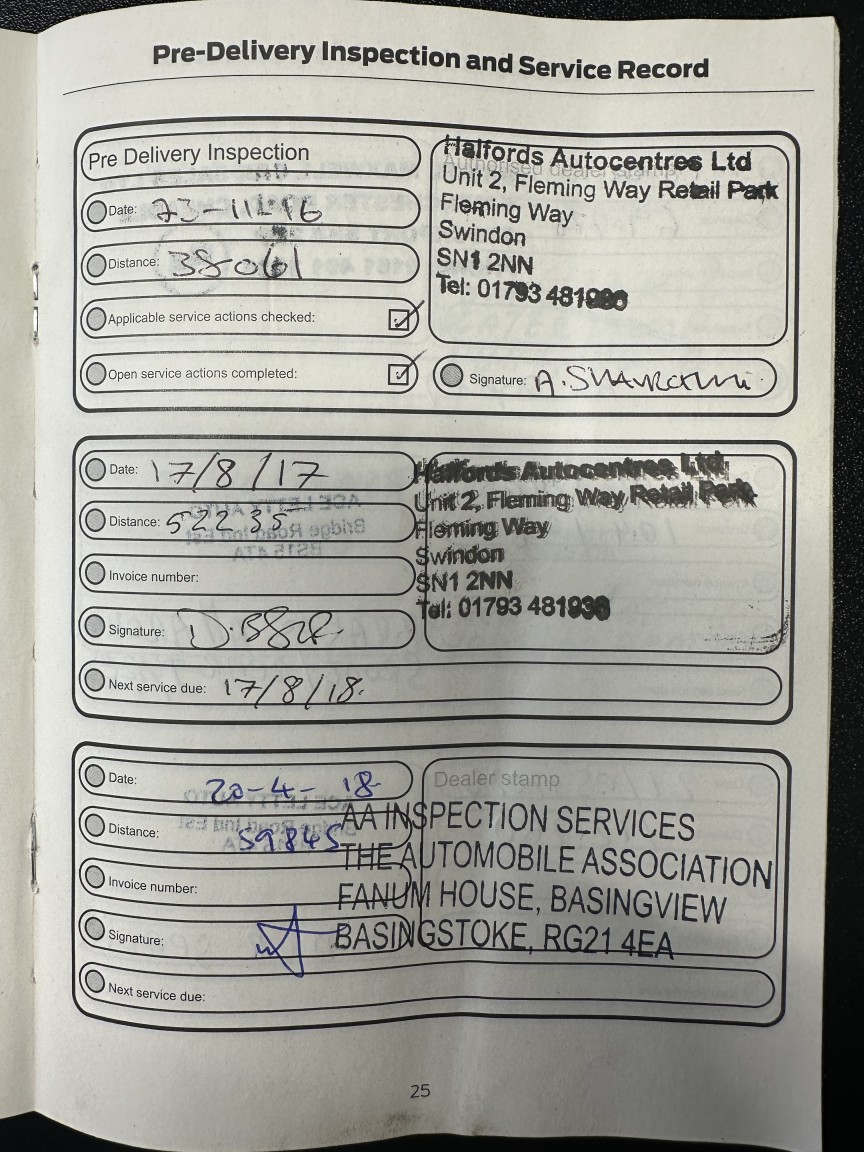 Pre-Delivery Inspection and Service Record
Pre Delivery Inspection
Date: 23-11-16
Distance: 38061
Applicable service actions checked:
Open service actions completed:
Authorised dealer Stamp
Halfords Autocentres Ltd
Unit 2, Fleming Way Retail Park
Fleming Way
Swindon
SN1 2NN
Tel: 01793 481936
Signature:
Date: 17/8/17
Distance: 52235
Invoice number:
Signature:
Next service due: 17/8/18.
Halfords Autocentres Ltd
Unit 2, Fleming Way Retail Park
Fleming Way
Swindon
SN1 2NN
Tel: 01793 481936
Date: 20-4-18
Distance: 59845
Invoice number:
Signature:
Next service due:
Dealer stamp
AA INSPECTION SERVICES
THE AUTOMOBILE ASSOCIATION
FANUM HOUSE, BASINGVIEW
BASINGSTOKE, RG21 4EA
25